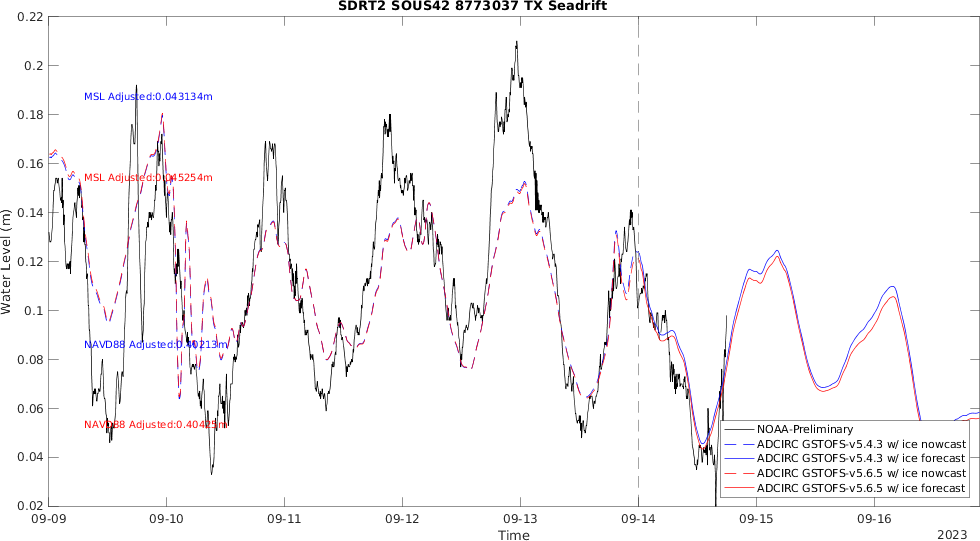 SDRT2 SOUS42 8773037 TX Seadrift
0.22
0.2
0.18
0.16
0.14
0.12
0.1
0.08
0.06
0.04
0.02
Water Level (m)
MSL Adjusted:0.043134m
MSL Adjusted:0.045254m
NAVD88 Adjusted:0.40213m
NAVD88 Adjusted:0.40425m
NOAA-Preliminary
ADCIRC GSTOFS-v5.4.3 w/ ice nowcast
ADCIRC GSTOFS-v5.4.3 w/ ice forecast
ADCIRC GSTOFS-v5.6.5 w/ ice nowcast
ADCIRC GSTOFS-v5.6.5 w/ ice forecast
09-09 09-10 09-11 09-12 09-13 09-14 09-15 09-16
Time
2023